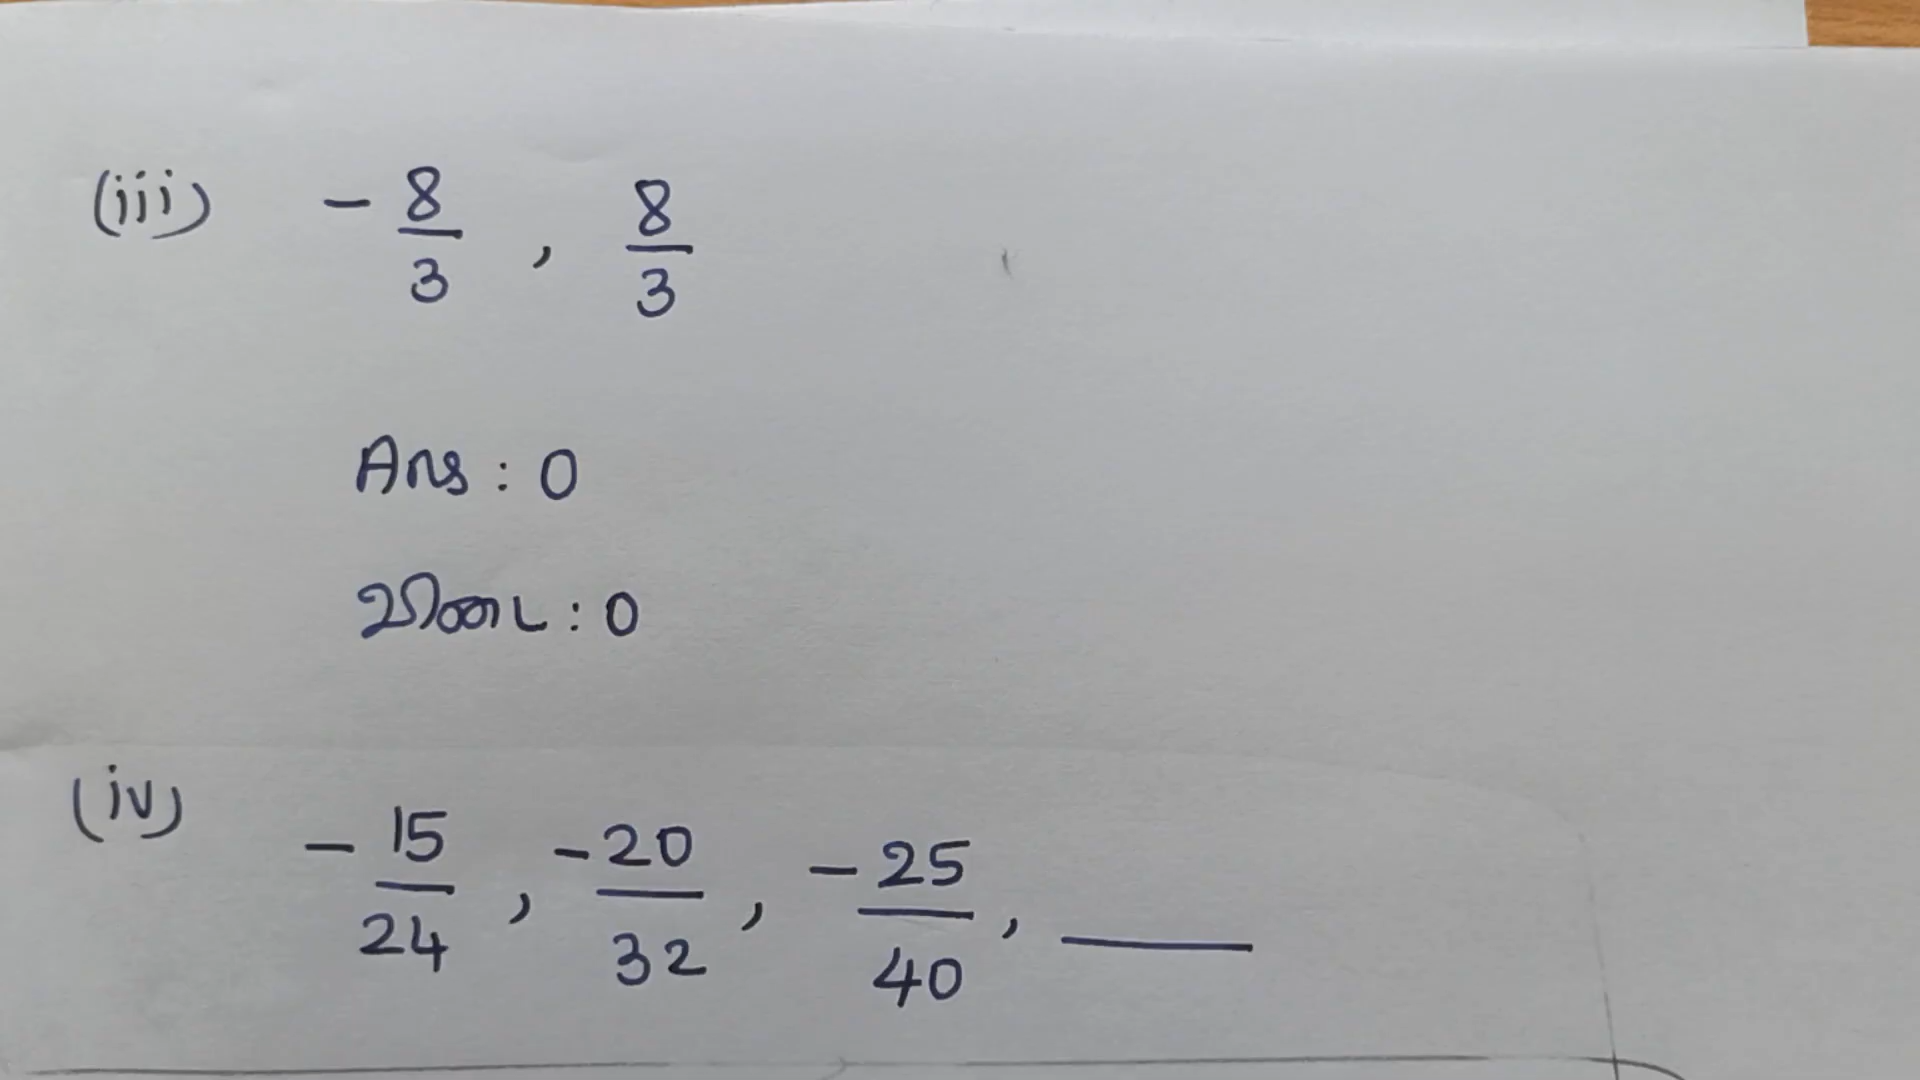 (iii) - 8/3 , 8/3
Ans : 0
விடை : 0
(iv) - 15/24 , - 20/32 , - 25/40 , ____